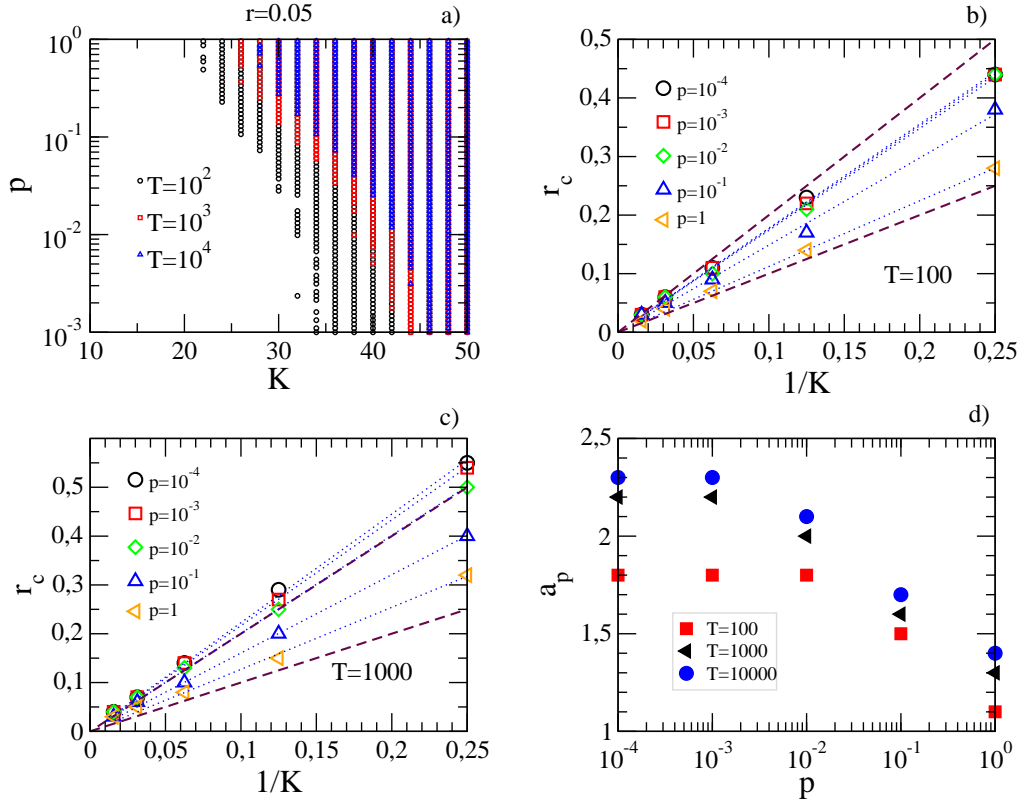 r=0.05
a)
10^0
10^-1
10^-2
10^-3
p
T=10^2
T=10^3
T=10^4
10 20 30 40 50
K
b)
0,5
0,4
0,3
0,2
0,1
0
r_c
p=10^-4
p=10^-3
p=10^-2
p=10^-1
p=1
T=100
0 0,05 0,1 0,15 0,2 0,25
1/K
c)
0,5
0,4
0,3
0,2
0,1
0
r_c
p=10^-4
p=10^-3
p=10^-2
p=10^-1
p=1
T=1000
0 0,05 0,1 0,15 0,2 0,25
1/K
d)
2,5
2
1,5
1
a_p
T=100
T=1000
T=10000
10^-4 10^-3 10^-2 10^-1 10^0
p